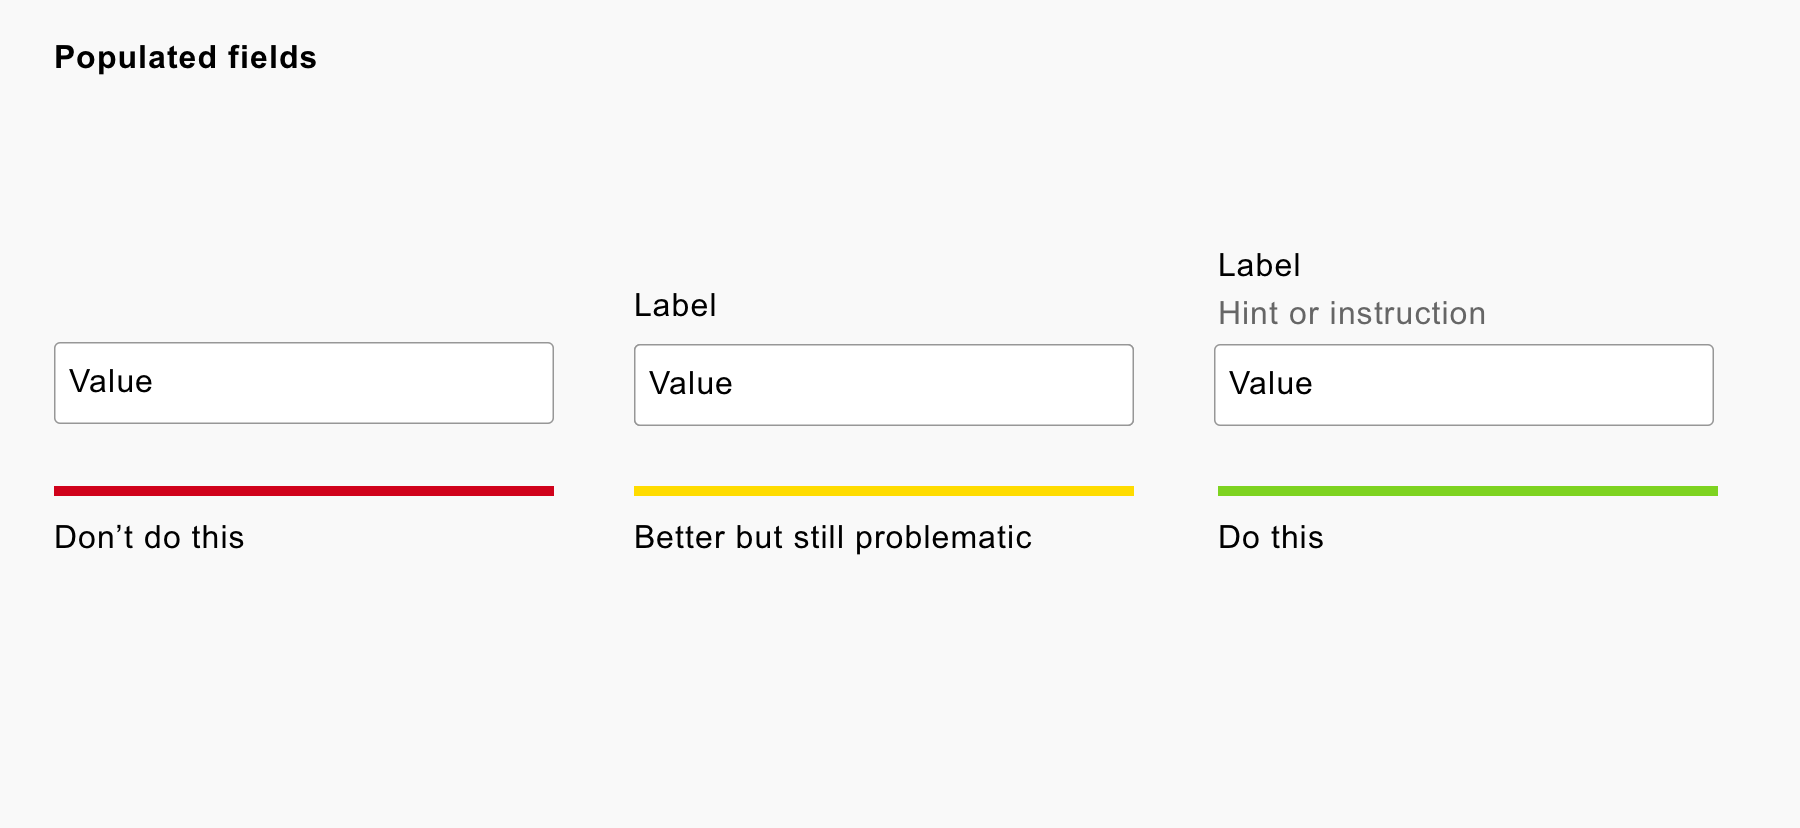 Populated fields
Label
Hint or instruction
Label
Value
Value
Value
Don’t do this
Better but still problematic
Do this